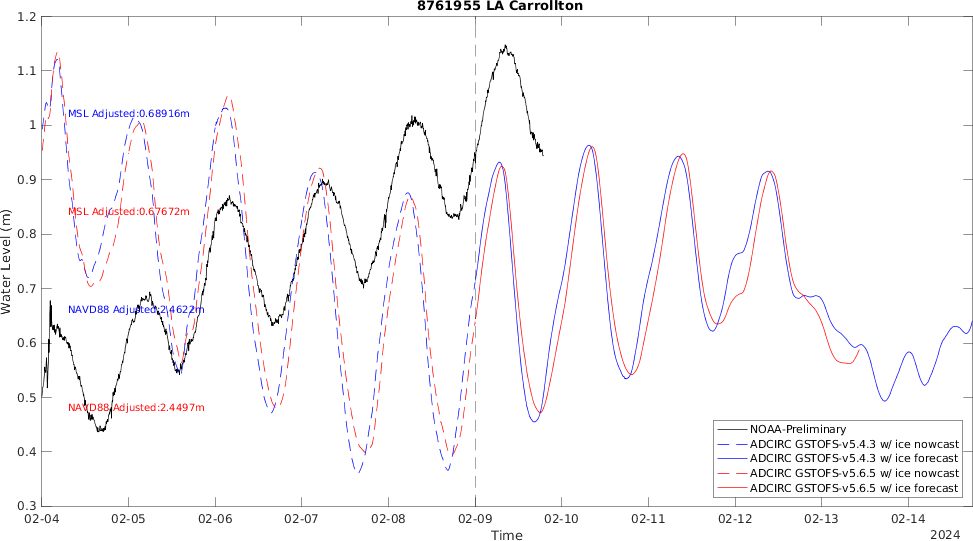 8761955 LA Carrollton
1.2
1.1
1
0.9
0.8
0.7
0.6
0.5
0.4
0.3
Water Level (m)
MSL Adjusted:0.68916m
MSL Adjusted:0.67672m
NAVD88 Adjusted:2.4622m
NAVD88 Adjusted:2.4497m
NOAA-Preliminary
ADCIRC GSTOFS-v5.4.3 w/ ice nowcast
ADCIRC GSTOFS-v5.4.3 w/ ice forecast
ADCIRC GSTOFS-v5.6.5 w/ ice nowcast
ADCIRC GSTOFS-v5.6.5 w/ ice forecast
02-04 02-05 02-06 02-07 02-08 02-09 02-10 02-11 02-12 02-13 02-14
Time
2024